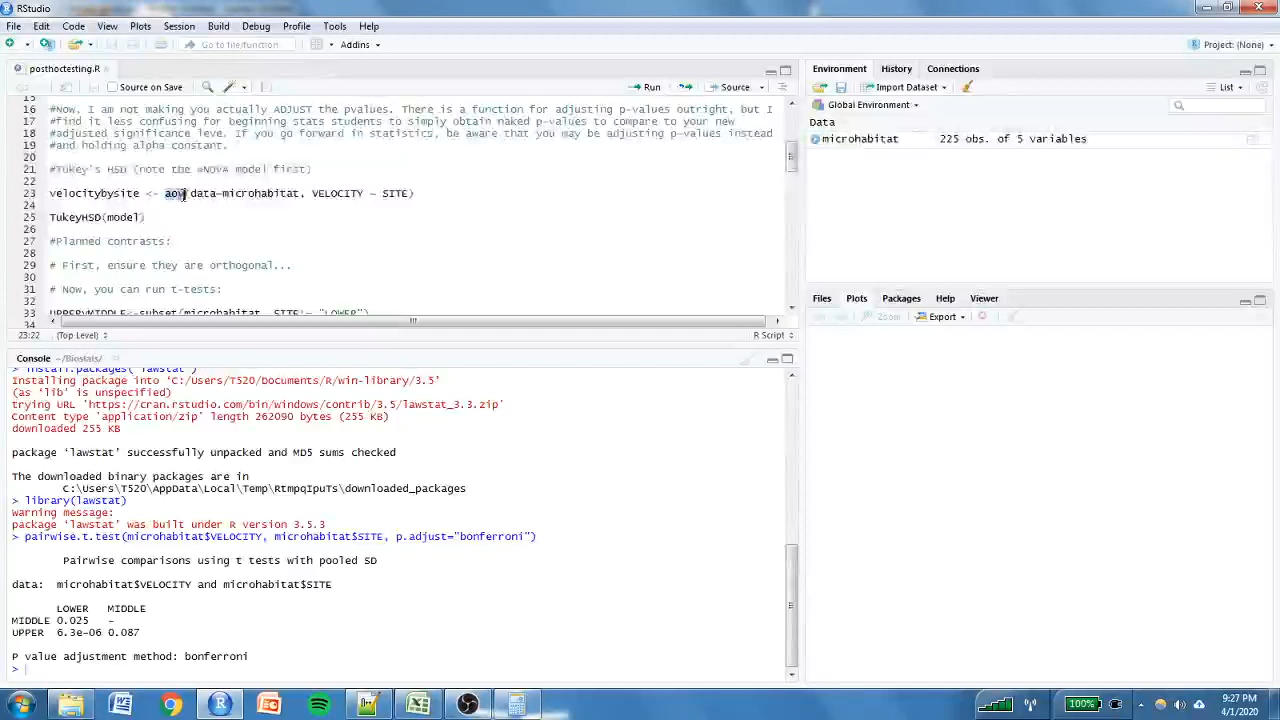 RStudio
File Edit Code View Plots Session Build Debug Profile Tools Help
Go to file/function Addins Project: (None)
posthoctesting.R
Source on Save Run Source
15
16 #Now, I am not making you actually ADJUST the pvalues. There is a function for adjusting p-values outright, but I
17 #find it less confusing for beginning stats students to simply obtain naked p-values to compare to your new
18 #adjusted significance leve. If you go forward in statistics, be aware that you may be adjusting p-values instead
19 #and holding alpha constant.
20
21 #Tukey's HSD (note the aNOVA model first)
22
23 velocitybysite <- aov(data=microhabitat, VELOCITY ~ SITE)
24
25 TukeyHSD(model)
26
27 #Planned contrasts:
28
29 # First, ensure they are orthogonal...
30
31 # Now, you can run t-tests:
32
33 UPPERvMIDDLE<-subset(microhabitat, SITE!= "LOWER")
34
23:22 (Top Level) R Script
Console ~/Biostats/
> install.packages("lawstat")
Installing package into ‘C:/Users/T520/Documents/R/win-library/3.5’
(as ‘lib’ is unspecified)
trying URL 'https://cran.rstudio.com/bin/windows/contrib/3.5/lawstat_3.3.zip'
Content type 'application/zip' length 262090 bytes (255 KB)
downloaded 255 KB
package ‘lawstat’ successfully unpacked and MD5 sums checked
The downloaded binary packages are in
C:\Users\T520\AppData\Local\Temp\RtmpqIpuTs\downloaded_packages
> library(lawstat)
Warning message:
package ‘lawstat’ was built under R version 3.5.3
> pairwise.t.test(microhabitat$VELOCITY, microhabitat$SITE, p.adjust="bonferroni")
Pairwise comparisons using t tests with pooled SD
data: microhabitat$VELOCITY and microhabitat$SITE
LOWER MIDDLE
MIDDLE 0.025 -
UPPER 6.3e-06 0.087
P value adjustment method: bonferroni
>
Environment History Connections
Import Dataset List
Global Environment
Data
microhabitat 225 obs. of 5 variables
Files Plots Packages Help Viewer
Zoom Export
100% 9:27 PM
4/1/2020